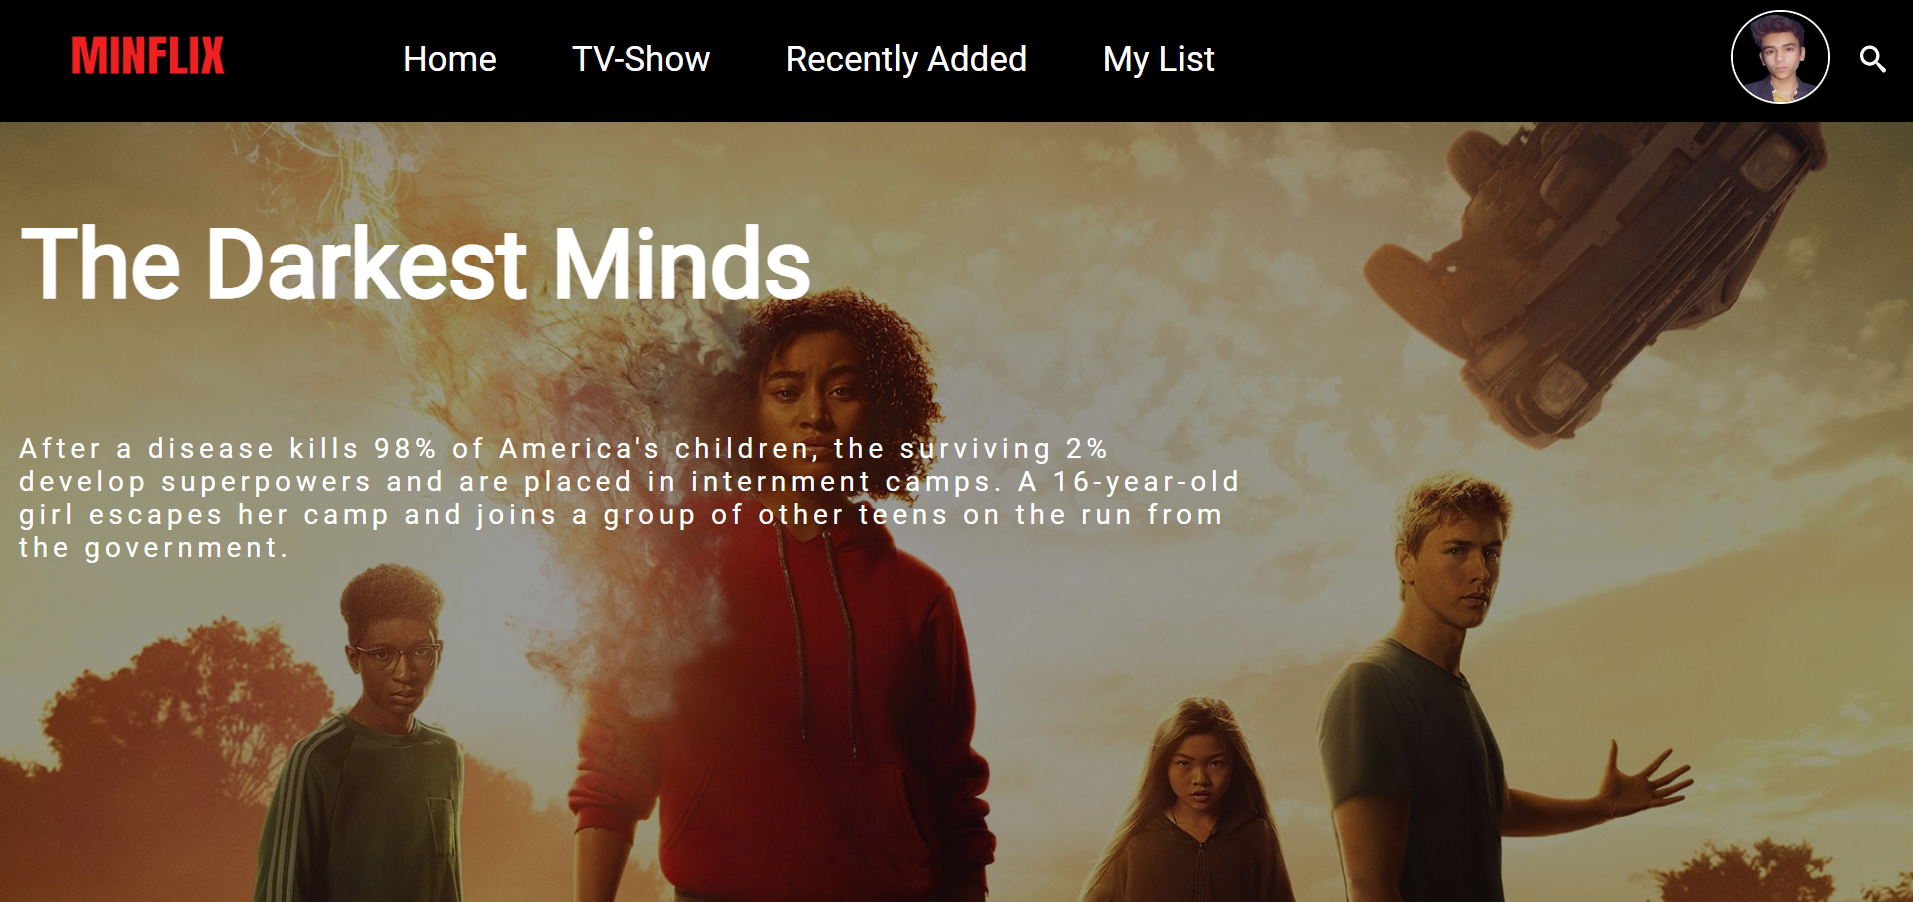 MINFLIX
Home
TV-Show
Recently Added
My List
The Darkest Minds
After a disease kills 98% of America's children, the surviving 2%
develop superpowers and are placed in internment camps. A 16-year-old
girl escapes her camp and joins a group of other teens on the run from
the government.